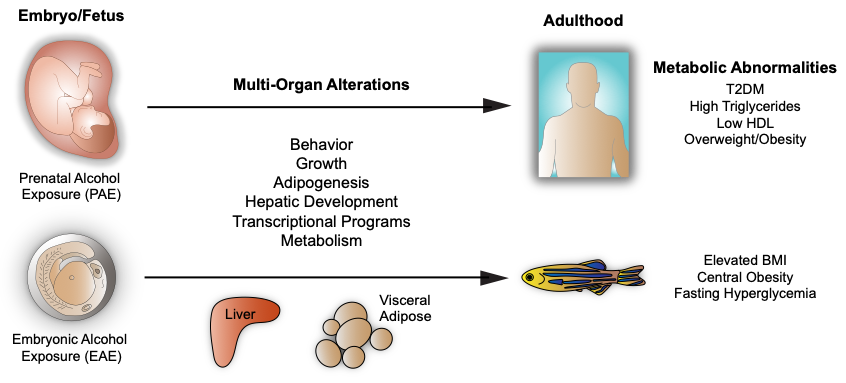 Embryo/Fetus
Adulthood
Multi-Organ Alterations
Metabolic Abnormalities
T2DM
High Triglycerides
Low HDL
Overweight/Obesity
Behavior
Growth
Adipogenesis
Hepatic Development
Transcriptional Programs
Metabolism
Prenatal Alcohol
Exposure (PAE)
Elevated BMI
Central Obesity
Fasting Hyperglycemia
Liver
Visceral
Adipose
Embryonic Alcohol
Exposure (EAE)